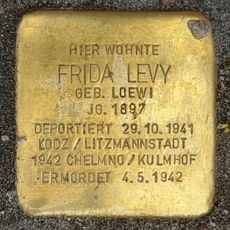 HIER WOHNTE
FRIDA LEVY
GEB. LOEWI
JG. 1897
DEPORTIERT 29.10.1941
ŁODZ / LITZMANNSTADT
1942 CHELMNO / KULMHOF
ERMORDET 4.5.1942